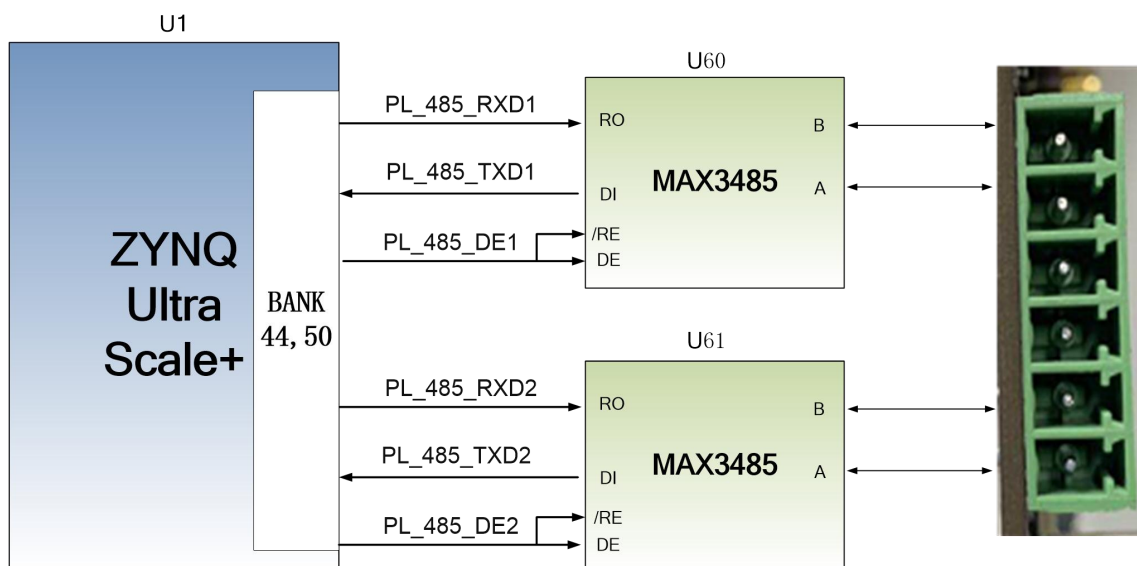 U1
ZYNQ
Ultra
Scale+
BANK
44,50
PL_485_RXD1
PL_485_TXD1
PL_485_DE1
U60
RO
B
MAX3485
DI
A
/RE
DE
PL_485_RXD2
PL_485_TXD2
PL_485_DE2
U61
RO
B
MAX3485
DI
A
/RE
DE